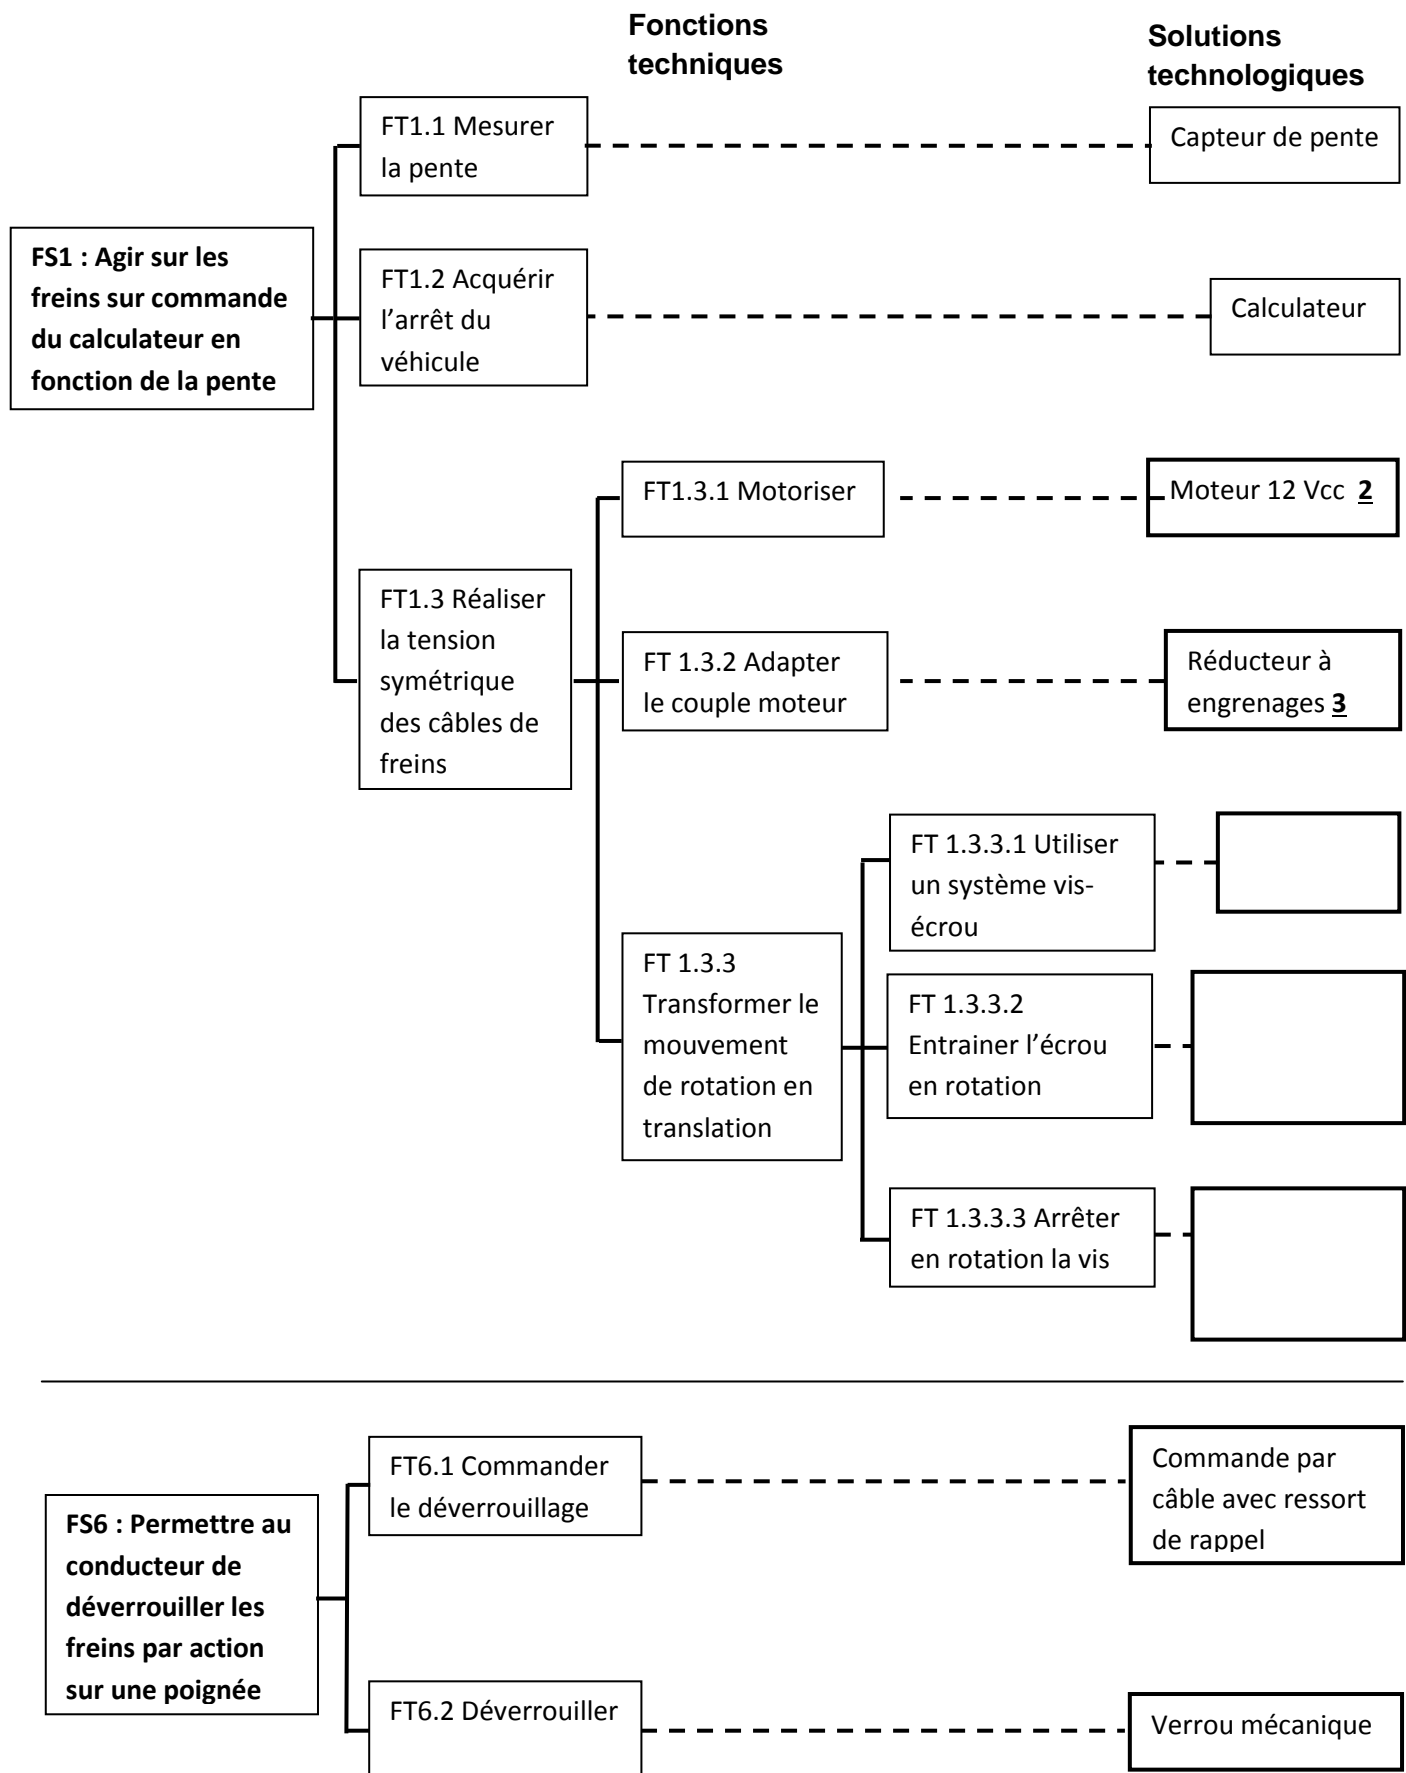 Fonctions
techniques
Solutions
technologiques
FT1.1 Mesurer
la pente
Capteur de pente
FS1 : Agir sur les
freins sur commande
du calculateur en
fonction de la pente
FT1.2 Acquérir
l’arrêt du
véhicule
Calculateur
FT1.3.1 Motoriser
Moteur 12 Vcc 2
FT1.3 Réaliser
la tension
symétrique
des câbles de
freins
FT 1.3.2 Adapter
le couple moteur
Réducteur à
engrenages 3
FT 1.3.3
Transformer le
mouvement
de rotation en
translation
FT 1.3.3.1 Utiliser
un système vis-
écrou
FT 1.3.3.2
Entrainer l’écrou
en rotation
FT 1.3.3.3 Arrêter
en rotation la vis
FS6 : Permettre au
conducteur de
déverrouiller les
freins par action
sur une poignée
FT6.1 Commander
le déverrouillage
Commande par
câble avec ressort
de rappel
FT6.2 Déverrouiller
Verrou mécanique